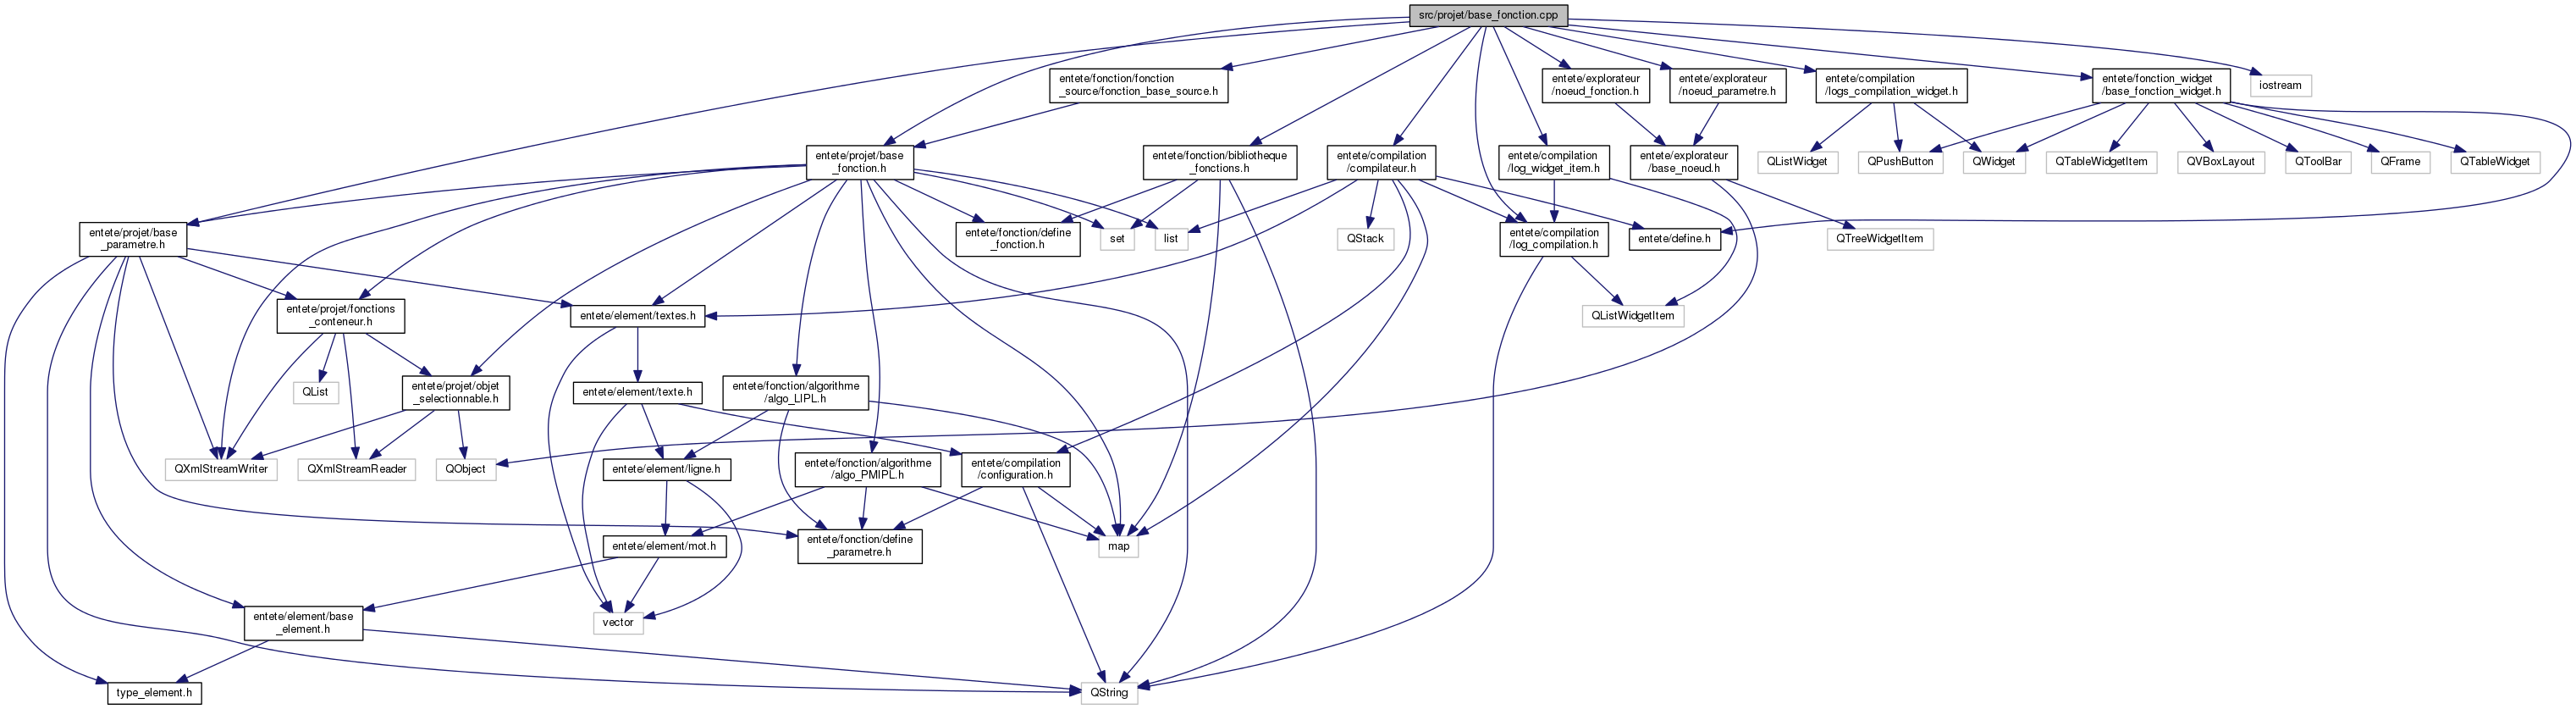 src/projet/base_fonction.cpp
entete/fonction/fonction
_source/fonction_base_source.h
entete/explorateur
/noeud_fonction.h
entete/explorateur
/noeud_parametre.h
entete/compilation
/logs_compilation_widget.h
entete/fonction_widget
/base_fonction_widget.h
iostream
entete/projet/base
_fonction.h
entete/fonction/bibliotheque
_fonctions.h
entete/compilation
/compilateur.h
entete/compilation
/log_widget_item.h
entete/explorateur
/base_noeud.h
QListWidget
QPushButton
QWidget
QTableWidgetItem
QVBoxLayout
QToolBar
QFrame
QTableWidget
entete/projet/base
_parametre.h
entete/fonction/define
_fonction.h
set
list
QStack
entete/compilation
/log_compilation.h
entete/define.h
QTreeWidgetItem
entete/projet/fonctions
_conteneur.h
entete/element/textes.h
QListWidgetItem
QList
entete/projet/objet
_selectionnable.h
entete/element/texte.h
entete/fonction/algorithme
/algo_LIPL.h
QXmlStreamWriter
QXmlStreamReader
QObject
entete/element/ligne.h
entete/fonction/algorithme
/algo_PMIPL.h
entete/compilation
/configuration.h
entete/element/mot.h
entete/fonction/define
_parametre.h
map
entete/element/base
_element.h
vector
type_element.h
QString